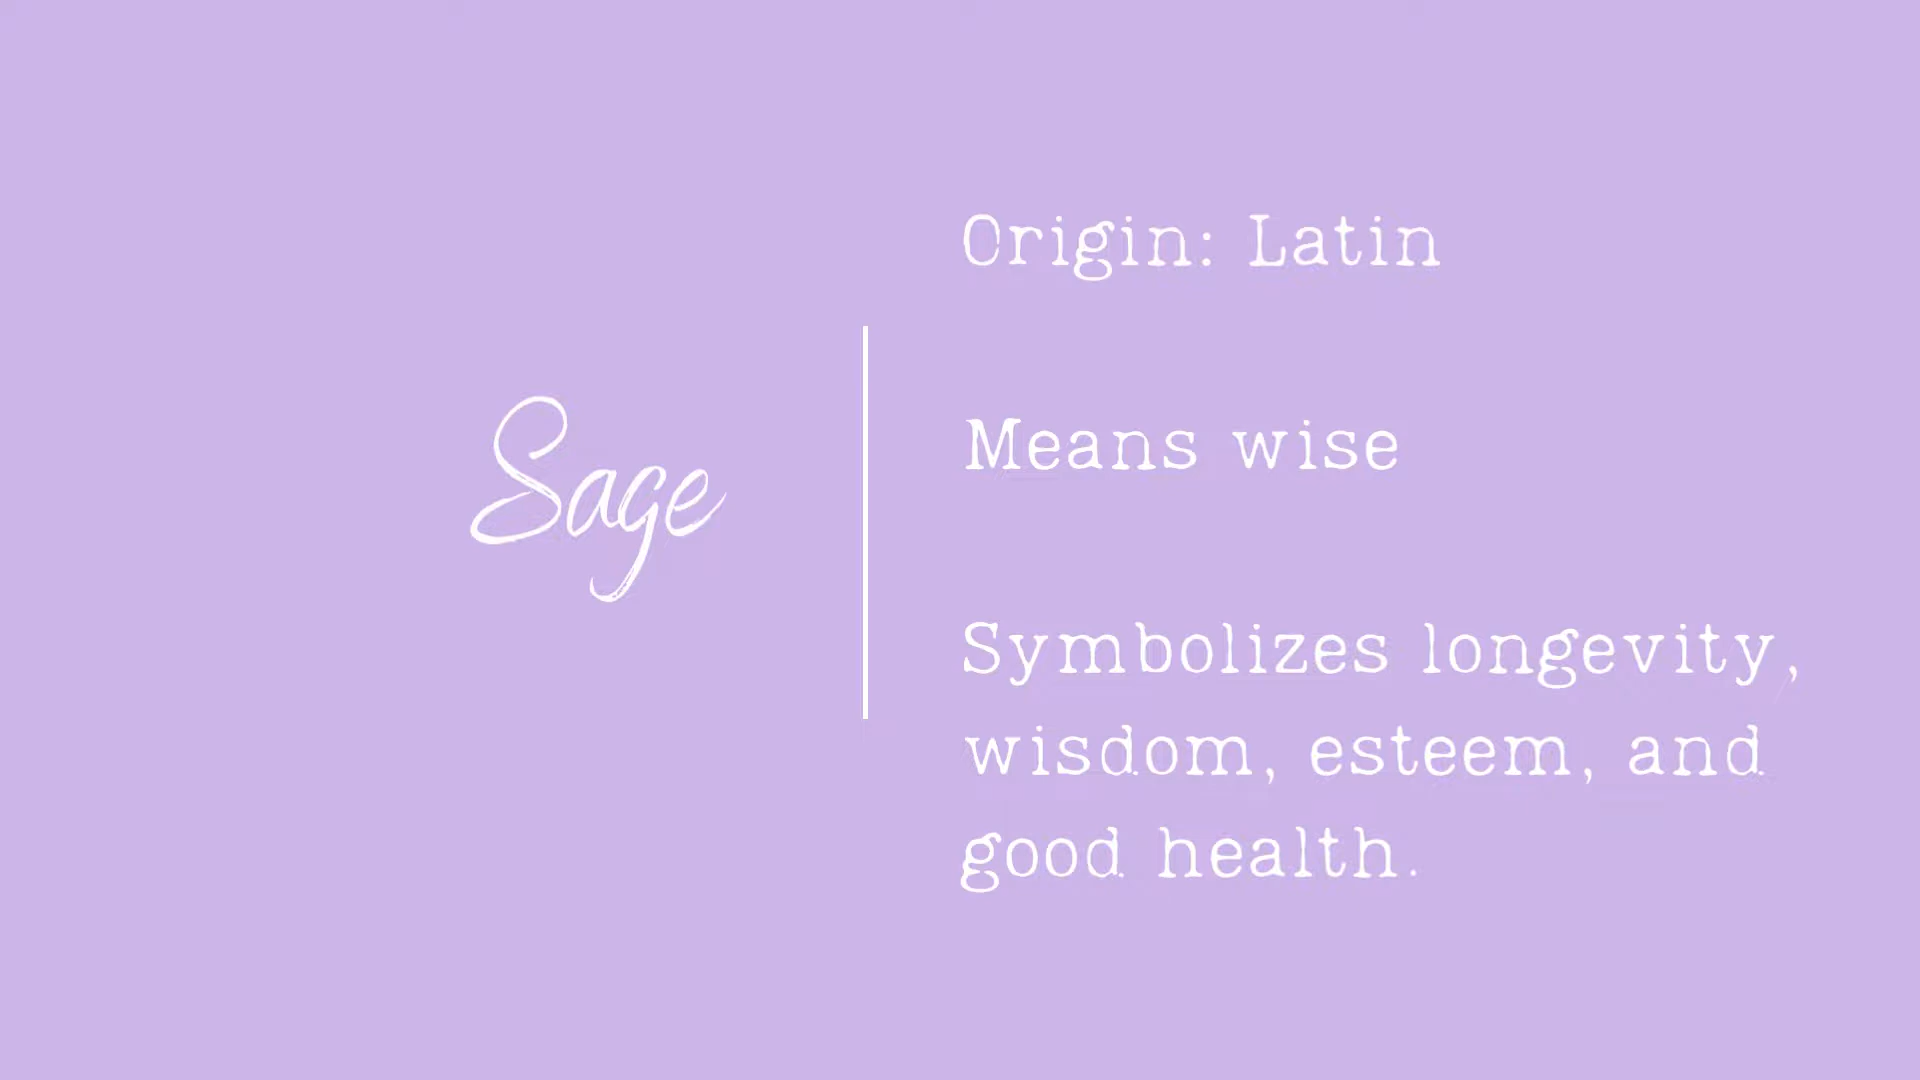 Sage
Origin: Latin
Means wise
Symbolizes longevity,
wisdom, esteem, and
good health.